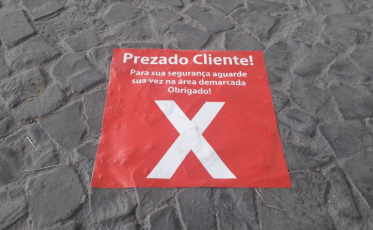 Prezado Cliente!
Para sua segurança aguarde
sua vez na área demarcada
Obrigado!
X